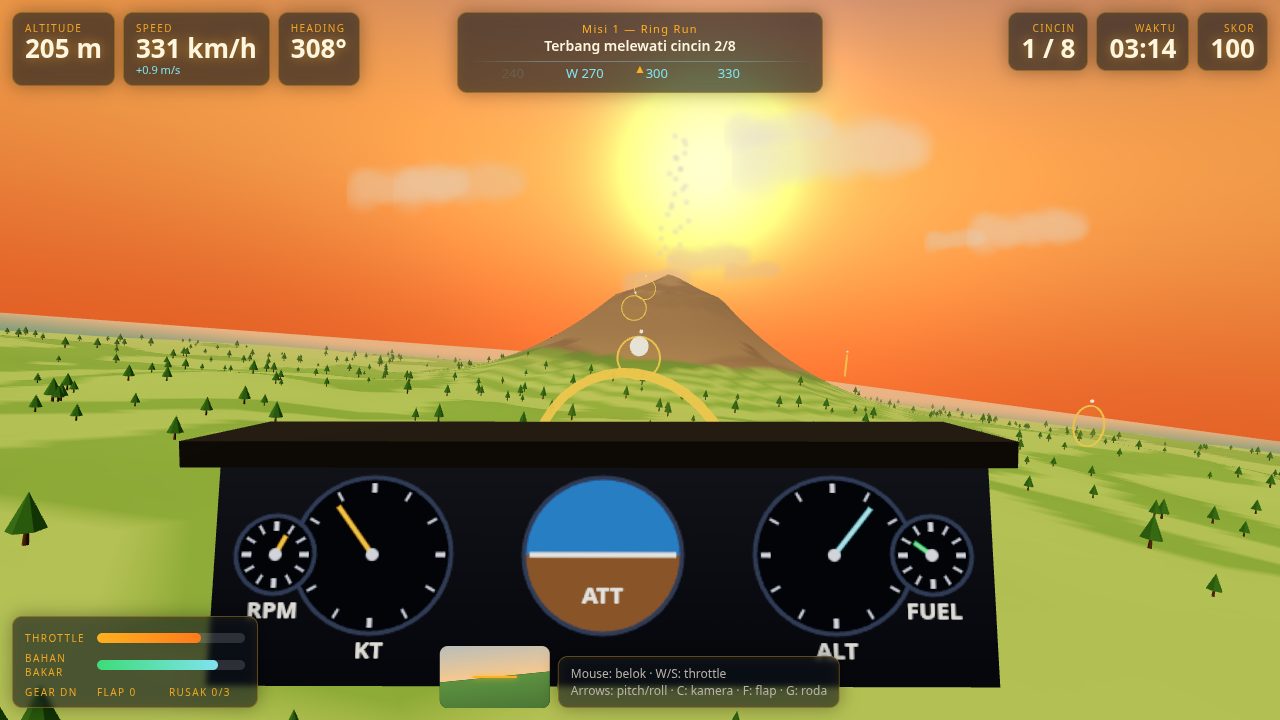 ALTITUDE
205 m
SPEED
331 km/h
+0.9 m/s
HEADING
308°
Misi 1 — Ring Run
Terbang melewati cincin 2/8
240 W 270 ▲ 300 330
CINCIN
1 / 8
WAKTU
03:14
SKOR
100
RPM
KT
ATT
ALT
FUEL
THROTTLE
BAHAN
BAKAR
GEAR DN FLAP 0 RUSAK 0/3
Mouse: belok · W/S: throttle
Arrows: pitch/roll · C: kamera · F: flap · G: roda